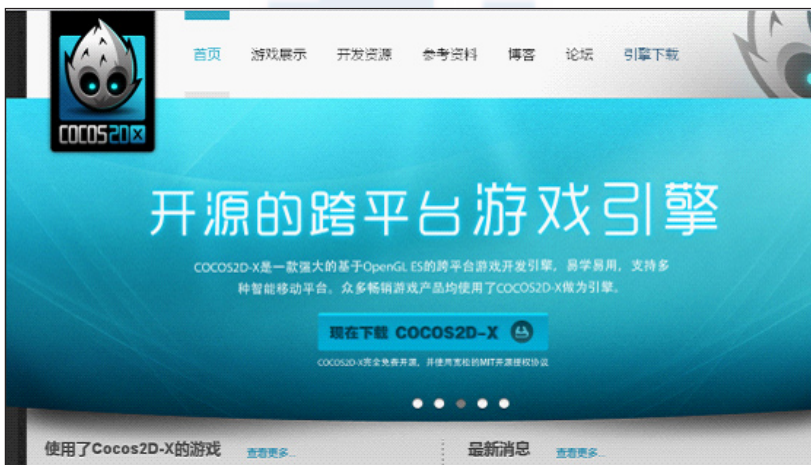 首页 游戏展示 开发资源 参考资料 博客 论坛 引擎下载
COCOS2DX
开源的跨平台游戏引擎
COCOS2D-X是一款强大的基于OpenGL ES的跨平台游戏开发引擎，易学易用，支持多
种智能移动平台。众多畅销游戏产品均使用了COCOS2D-X做为引擎。
现在下载 COCOS2D-X
COCOS2D-X完全免费开源，并使用宽松的MIT开源授权协议
使用了Cocos2D-X的游戏 查看更多... 最新消息 查看更多...